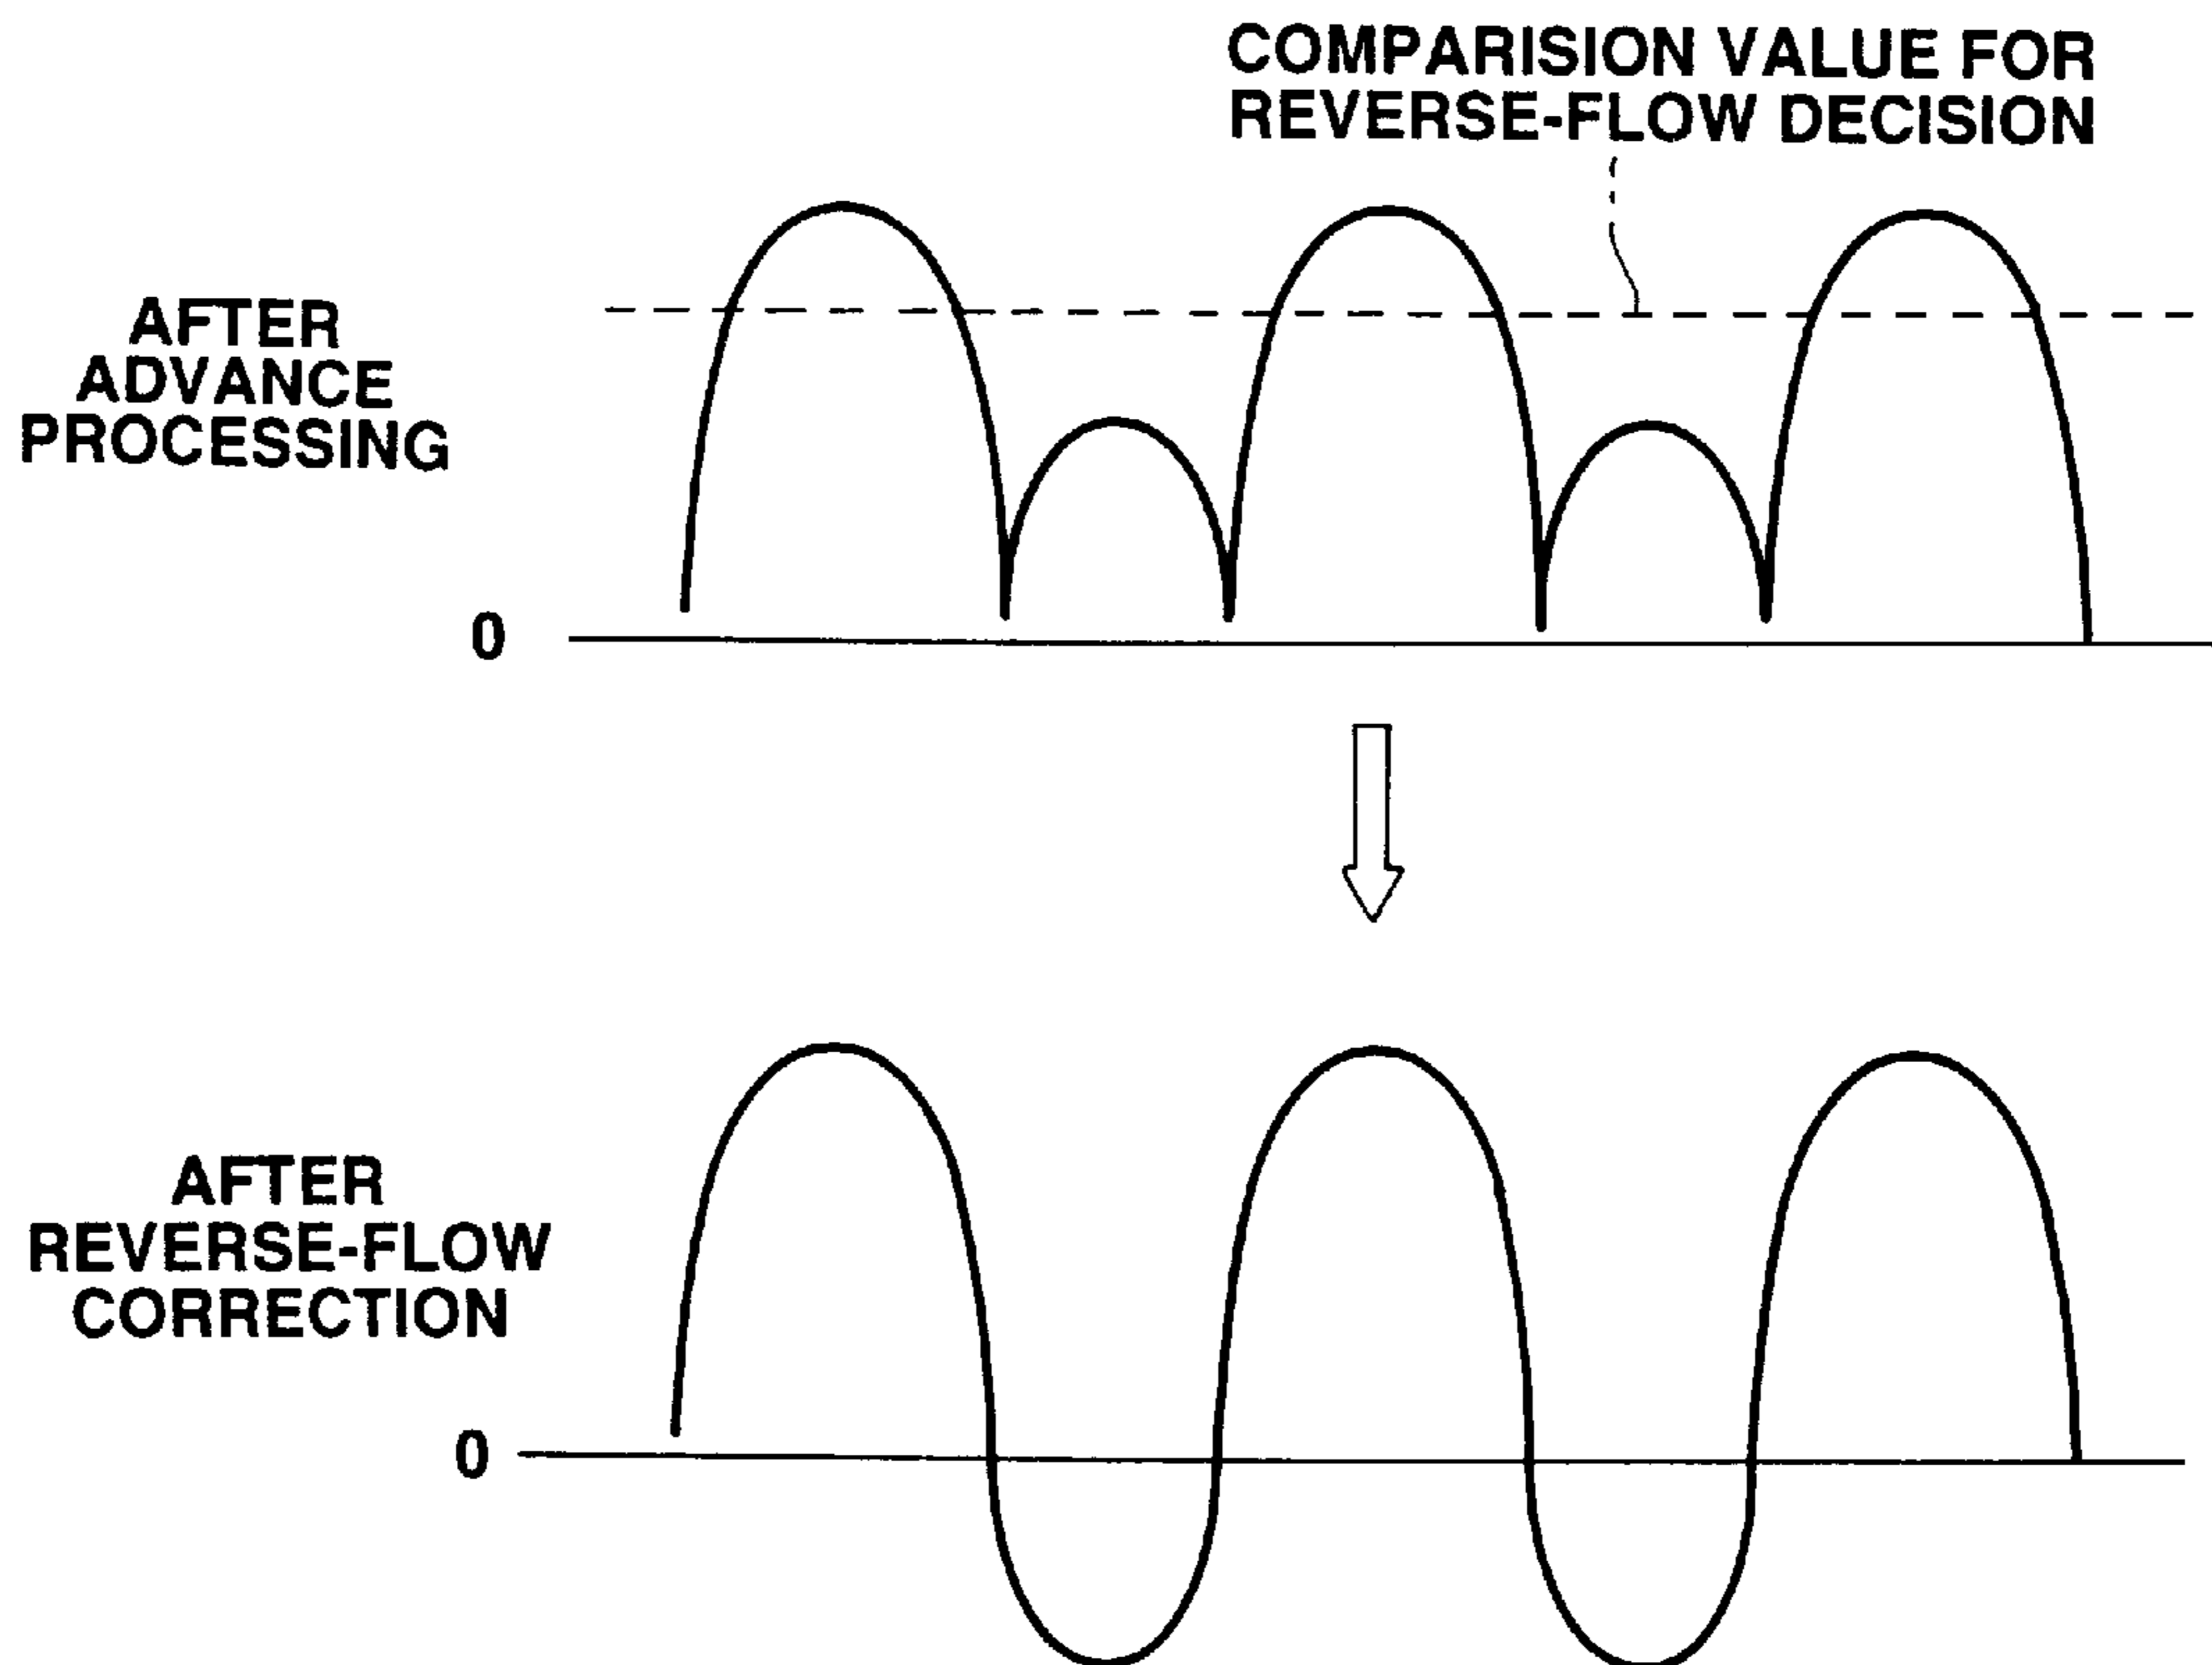 COMPARISION VALUE FOR
REVERSE-FLOW DECISION
AFTER
ADVANCE
PROCESSING
0
AFTER
REVERSE-FLOW
CORRECTION
0